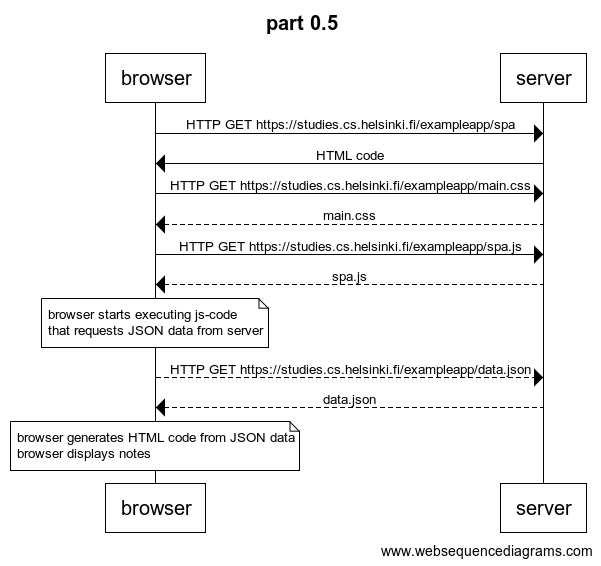 part 0.5
browser
server
HTTP GET https://studies.cs.helsinki.fi/exampleapp/spa
HTML code
HTTP GET https://studies.cs.helsinki.fi/exampleapp/main.css
main.css
HTTP GET https://studies.cs.helsinki.fi/exampleapp/spa.js
spa.js
browser starts executing js-code
that requests JSON data from server
HTTP GET https://studies.cs.helsinki.fi/exampleapp/data.json
data.json
browser generates HTML code from JSON data
browser displays notes
browser
server
www.websequencediagrams.com